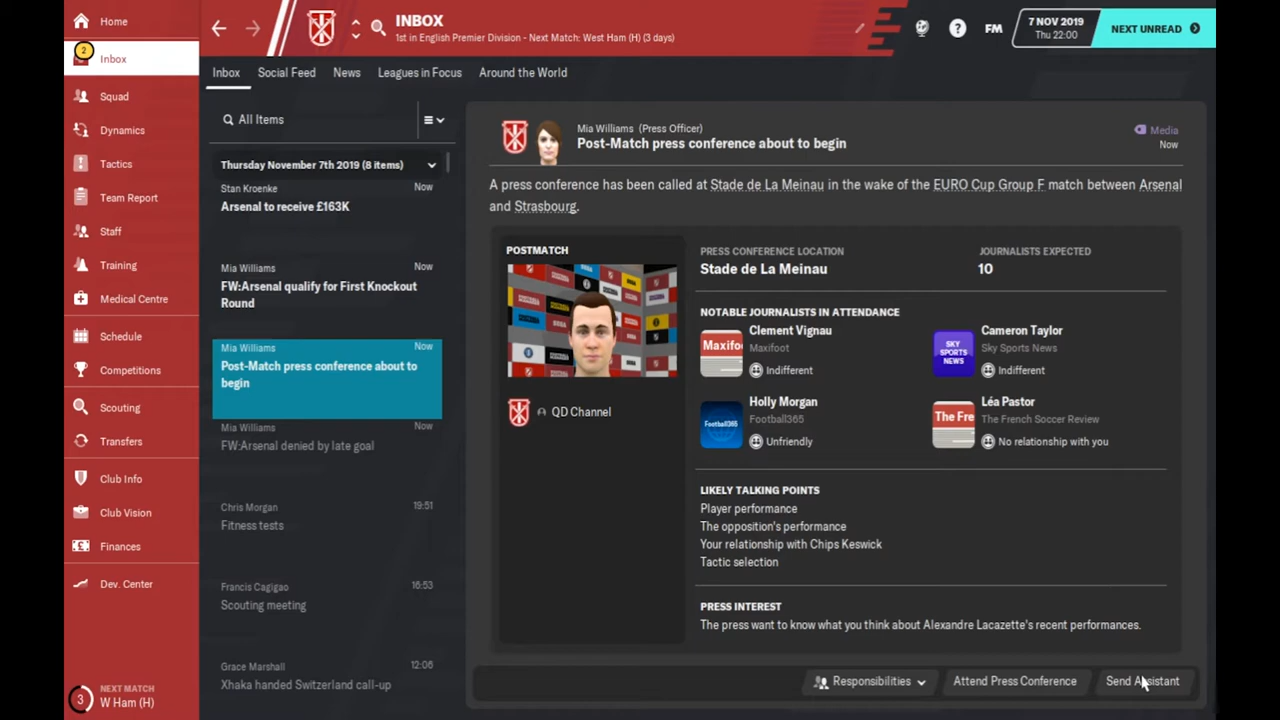 Home
2
Inbox
Squad
Dynamics
Tactics
Team Report
Staff
Training
Medical Centre
Schedule
Competitions
Scouting
Transfers
Club Info
Club Vision
Finances
Dev. Center
3
NEXT MATCH
W Ham (H)
INBOX
1st in English Premier Division - Next Match: West Ham (H) (3 days)
?
FM
7 NOV 2019
Thu 22:00
NEXT UNREAD
Inbox Social Feed News Leagues in Focus Around the World
All Items
Thursday November 7th 2019 (8 items)
Stan Kroenke Now
Arsenal to receive £163K
Mia Williams Now
FW:Arsenal qualify for First Knockout
Round
Mia Williams Now
Post-Match press conference about to
begin
Mia Williams Now
FW:Arsenal denied by late goal
Chris Morgan 19:51
Fitness tests
Francis Cagigao 16:53
Scouting meeting
Grace Marshall 12:06
Xhaka handed Switzerland call-up
Mia Williams (Press Officer)
Post-Match press conference about to begin
Media
Now
A press conference has been called at Stade de La Meinau in the wake of the EURO Cup Group F match between Arsenal
and Strasbourg.
POSTMATCH
QD Channel
PRESS CONFERENCE LOCATION
Stade de La Meinau
JOURNALISTS EXPECTED
10
NOTABLE JOURNALISTS IN ATTENDANCE
Maxifo
Clement Vignau
Maxifoot
Indifferent
SKY
SPORTS
NEWS
Cameron Taylor
Sky Sports News
Indifferent
Football365
Holly Morgan
Football365
Unfriendly
The Fre
Léa Pastor
The French Soccer Review
No relationship with you
LIKELY TALKING POINTS
Player performance
The opposition's performance
Your relationship with Chips Keswick
Tactic selection
PRESS INTEREST
The press want to know what you think about Alexandre Lacazette's recent performances.
Responsibilities Attend Press Conference Send Assistant